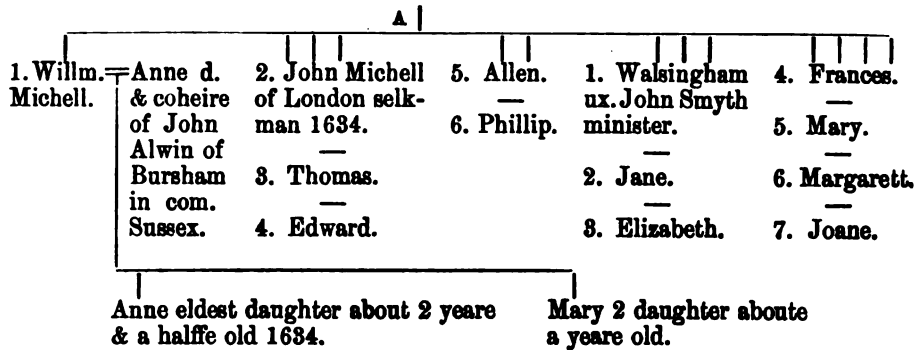 A
1. Willm.
Michell.
Anne d.
& coheire
of John
Alwin of
Bursham
in com.
Sussex.
2. John Michell
of London selk-
man 1634.
3. Thomas.
4. Edward.
5. Allen.
6. Phillip.
1. Walsingham
ux. John Smyth
minister.
2. Jane.
3. Elizabeth.
4. Frances.
5. Mary.
6. Margarett.
7. Joane.
Anne eldest daughter about 2 yeare
& a halffe old 1634.
Mary 2 daughter aboute
a yeare old.